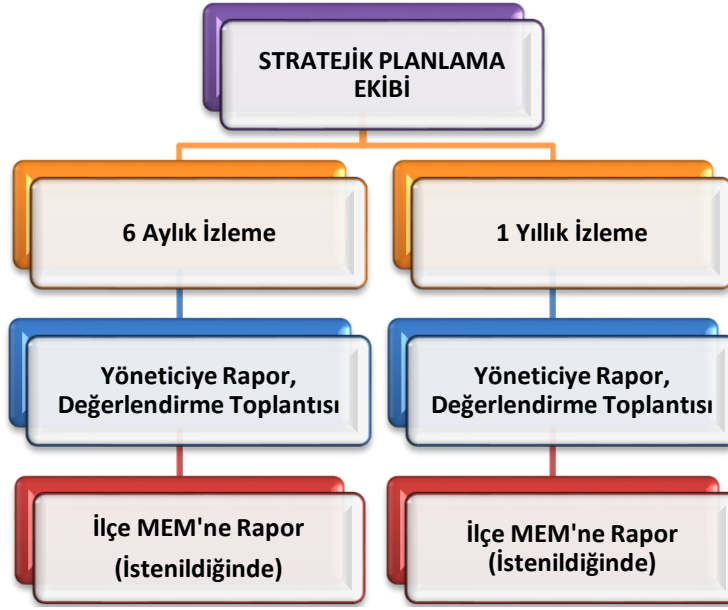 STRATEJİK PLANLAMA
EKİBİ
6 Aylık İzleme
1 Yıllık İzleme
Yöneticiye Rapor,
Değerlendirme Toplantısı
Yöneticiye Rapor,
Değerlendirme Toplantısı
İlçe MEM'ne Rapor
(İstenildiğinde)
İlçe MEM'ne Rapor
(İstenildiğinde)